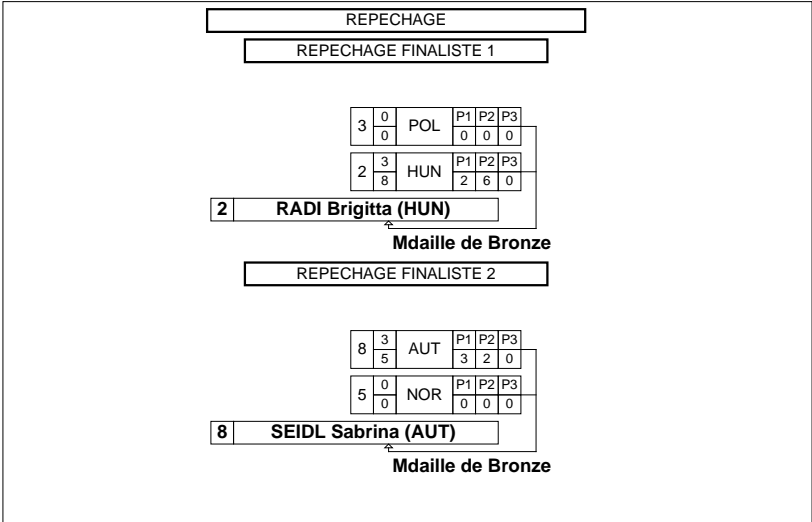 REPECHAGE
REPECHAGE FINALISTE 1
3 0 POL P1 P2 P3
0 0 0 0
2 3 HUN P1 P2 P3
8 2 6 0
2 RADI Brigitta (HUN)
Mdaille de Bronze
REPECHAGE FINALISTE 2
8 3 AUT P1 P2 P3
5 3 2 0
5 0 NOR P1 P2 P3
0 0 0 0
8 SEIDL Sabrina (AUT)
Mdaille de Bronze